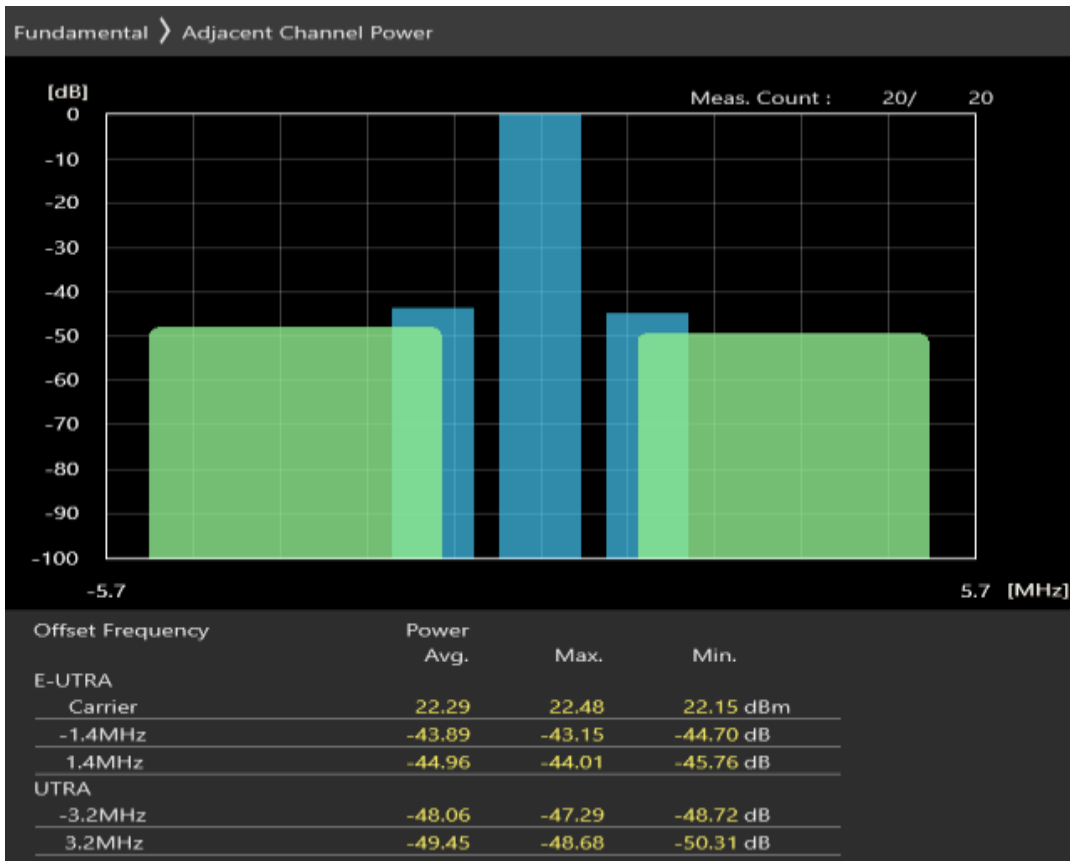 Fundamental 〉 Adjacent Channel Power
[dB]
Meas. Count : 20/ 20
0
-10
-20
-30
-40
-50
-60
-70
-80
-90
-100
-5.7 5.7 [MHz]
Offset Frequency Power
Avg. Max. Min.
E-UTRA
Carrier 22.29 22.48 22.15 dBm
-1.4MHz -43.89 -43.15 -44.70 dB
1.4MHz -44.96 -44.01 -45.76 dB
UTRA
-3.2MHz -48.06 -47.29 -48.72 dB
3.2MHz -49.45 -48.68 -50.31 dB